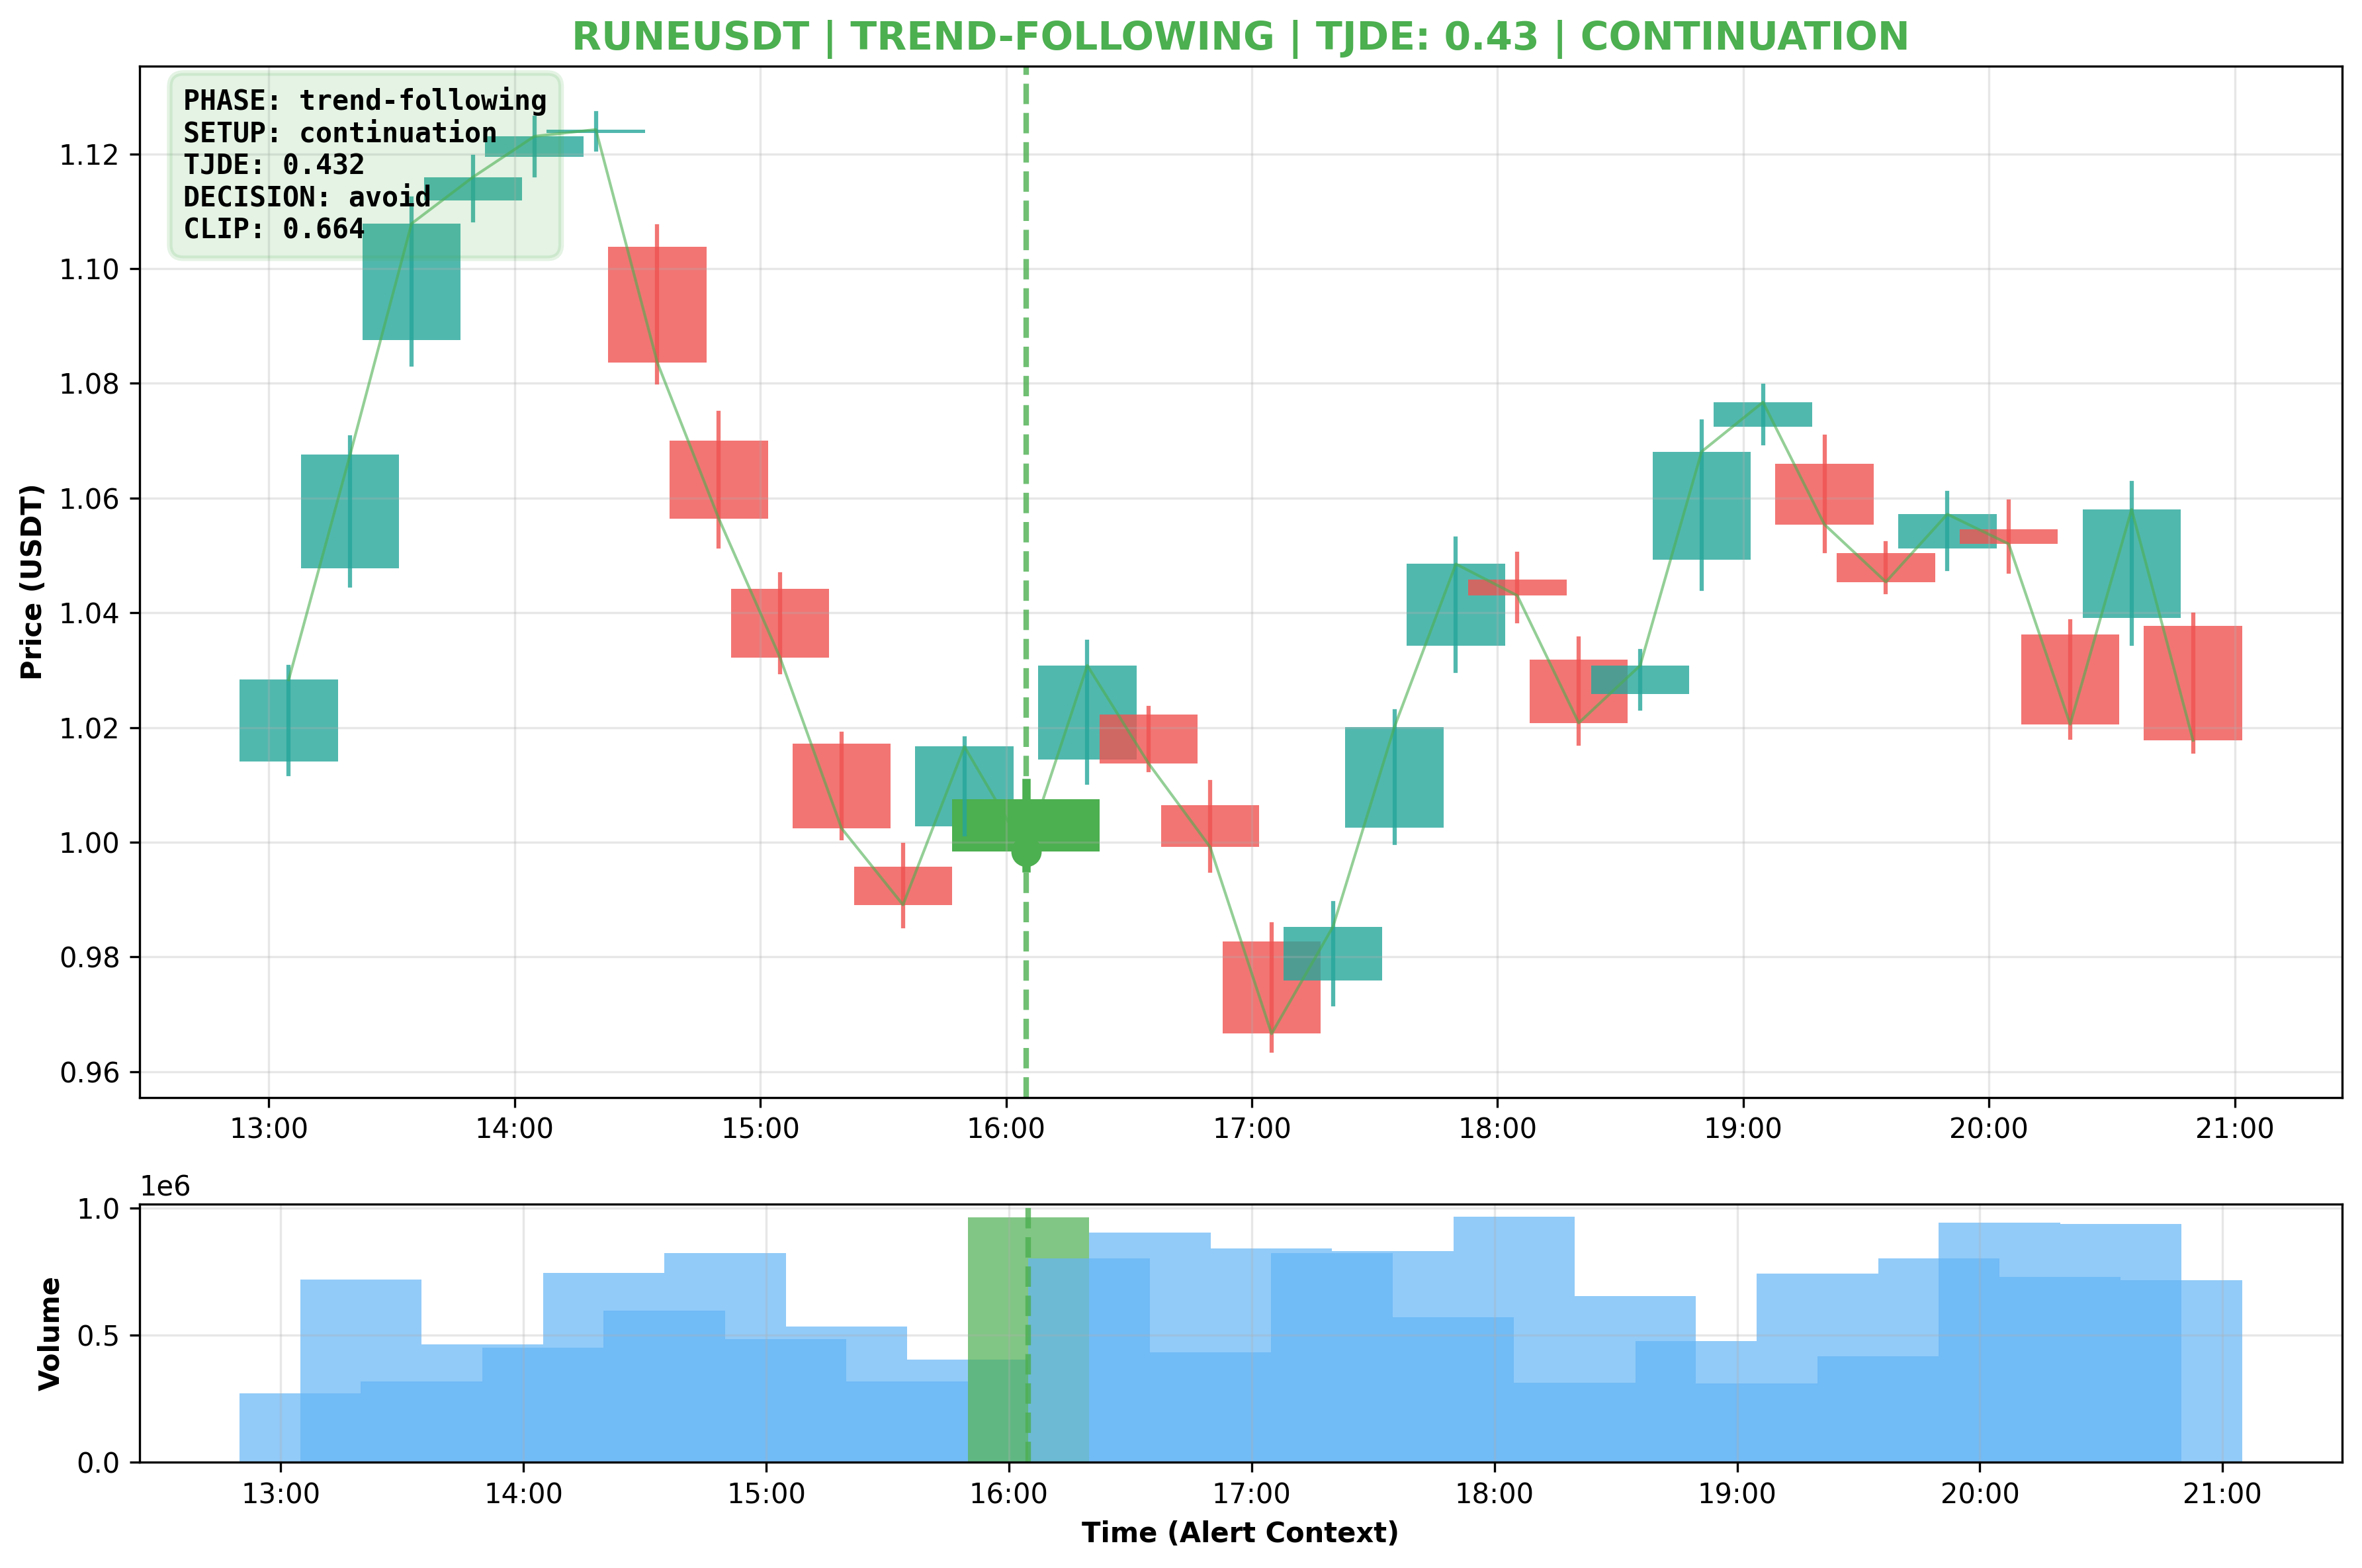 RUNEUSDT | TREND-FOLLOWING | TJDE: 0.43 | CONTINUATION
PHASE: trend-following
SETUP: continuation
TJDE: 0.432
DECISION: avoid
CLIP: 0.664
Price (USDT)
1.12
1.10
1.08
1.06
1.04
1.02
1.00
0.98
0.96
13:00 14:00 15:00 16:00 17:00 18:00 19:00 20:00 21:00
1e6
Volume
1.0
0.5
0.0
13:00 14:00 15:00 16:00 17:00 18:00 19:00 20:00 21:00
Time (Alert Context)